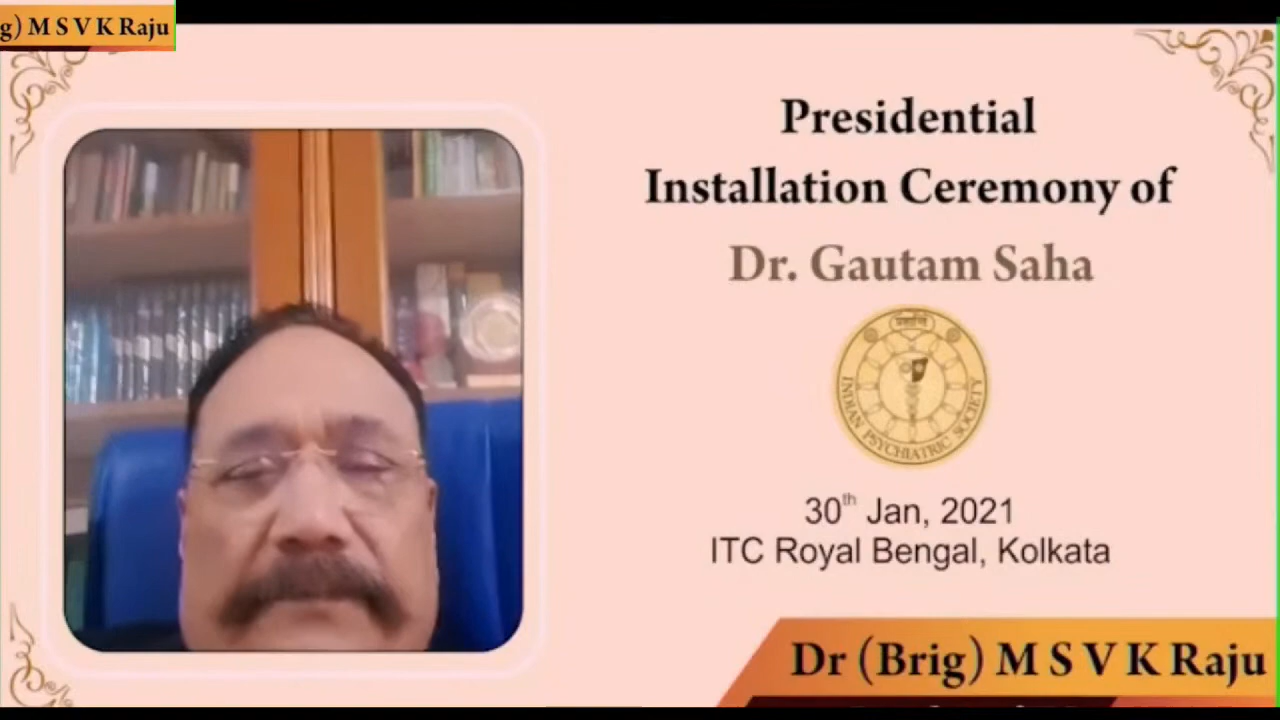 g) M S V K Raju
Presidential
Installation Ceremony of
Dr. Gautam Saha
INDIAN PSYCHIATRIC SOCIETY
30th Jan, 2021
ITC Royal Bengal, Kolkata
Dr (Brig) M S V K Raju